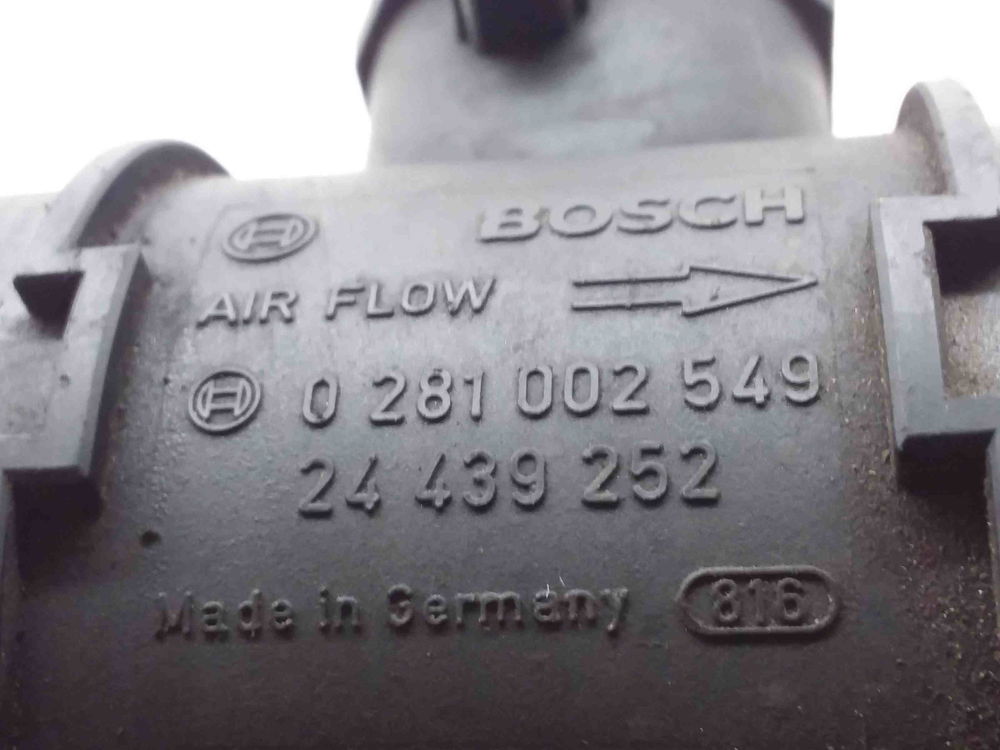 BOSCH
AIR FLOW
0 281 002 549
24 439 252
Made in Germany 816